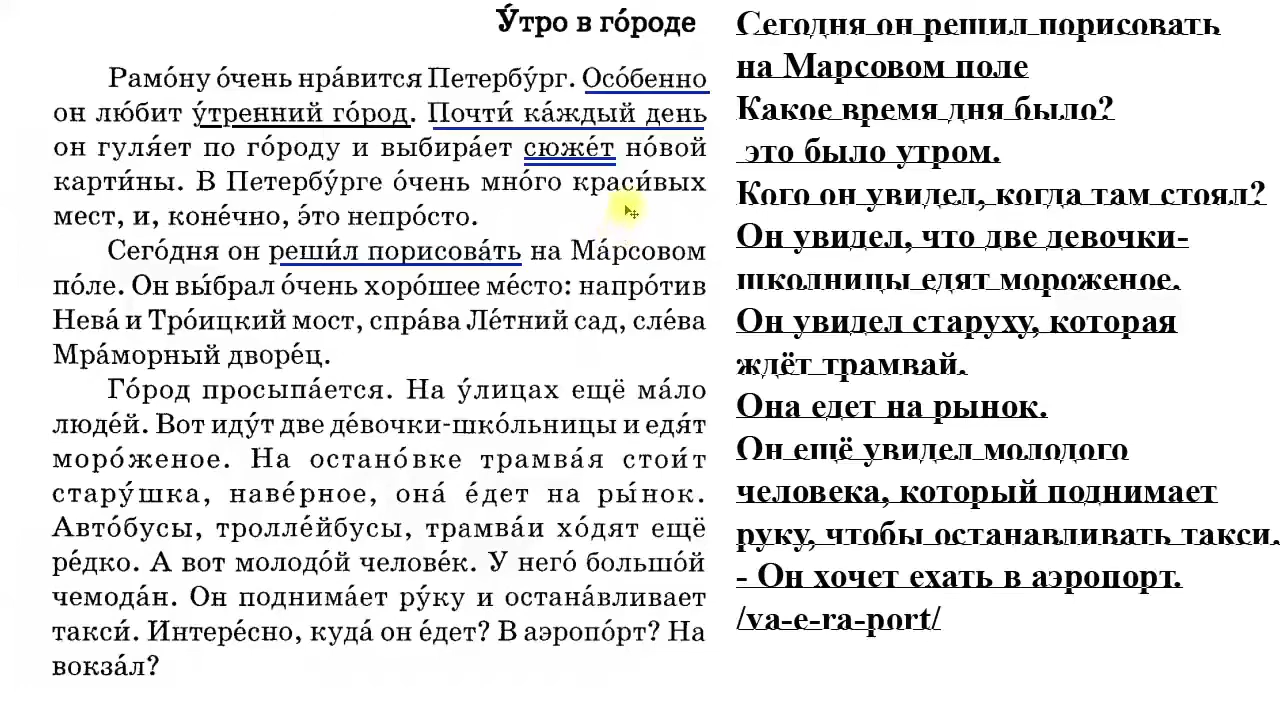 У́тро в го́роде
Рамо́ну о́чень нра́вится Петербу́рг. Осо́бенно
он лю́бит у́тренний го́род. Почти́ ка́ждый день
он гуля́ет по го́роду и выбира́ет сюже́т но́вой
карти́ны. В Петербу́рге о́чень мно́го краси́вых
мест, и, коне́чно, э́то непро́сто.
Сего́дня он реши́л порисова́ть на Ма́рсовом
по́ле. Он вы́брал о́чень хоро́шее ме́сто: напро́тив
Нева́ и Тро́ицкий мост, спра́ва Ле́тний сад, сле́ва
Мра́морный дворе́ц.
Го́род просыпа́ется. На у́лицах ещё ма́ло
люде́й. Вот иду́т две де́вочки-шко́льницы и едя́т
моро́женое. На остано́вке трамва́я стои́т
стару́шка, наве́рное, она́ е́дет на ры́нок.
Авто́бусы, тролле́йбусы, трамва́и хо́дят ещё
ре́дко. А вот молодо́й челове́к. У него́ большо́й
чемода́н. Он поднима́ет ру́ку и остана́вливает
такси́. Интере́сно, куда́ он е́дет? В аэропо́рт? На
вокза́л?
Сегодня он решил порисовать
на Марсовом поле
Какое время дня было?
это было утром.
Кого он увидел, когда там стоял?
Он увидел, что две девочки-
школницы едят мороженое.
Он увидел старуху, которая
ждёт трамвай.
Она едет на рынок.
Он ещё увидел молодого
человека, который поднимает
руку, чтобы останавливать такси.
- Он хочет ехать в аэропорт.
/va-e-ra-port/